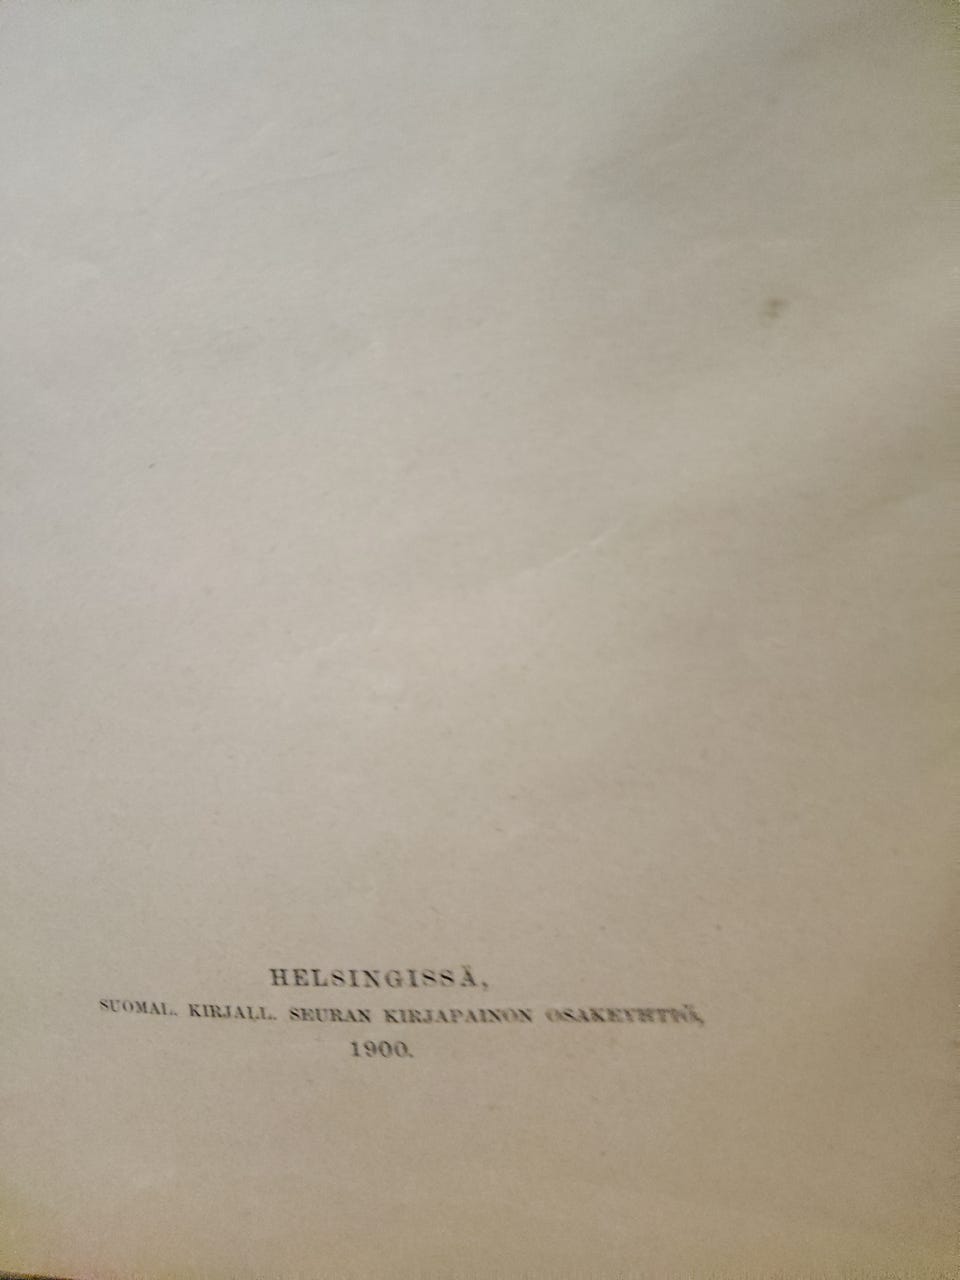 HELSINGISSÄ,
SUOMAL. KIRJALL. SEURAN KIRJAPAINON OSAKEYHTIÖ,
1900.